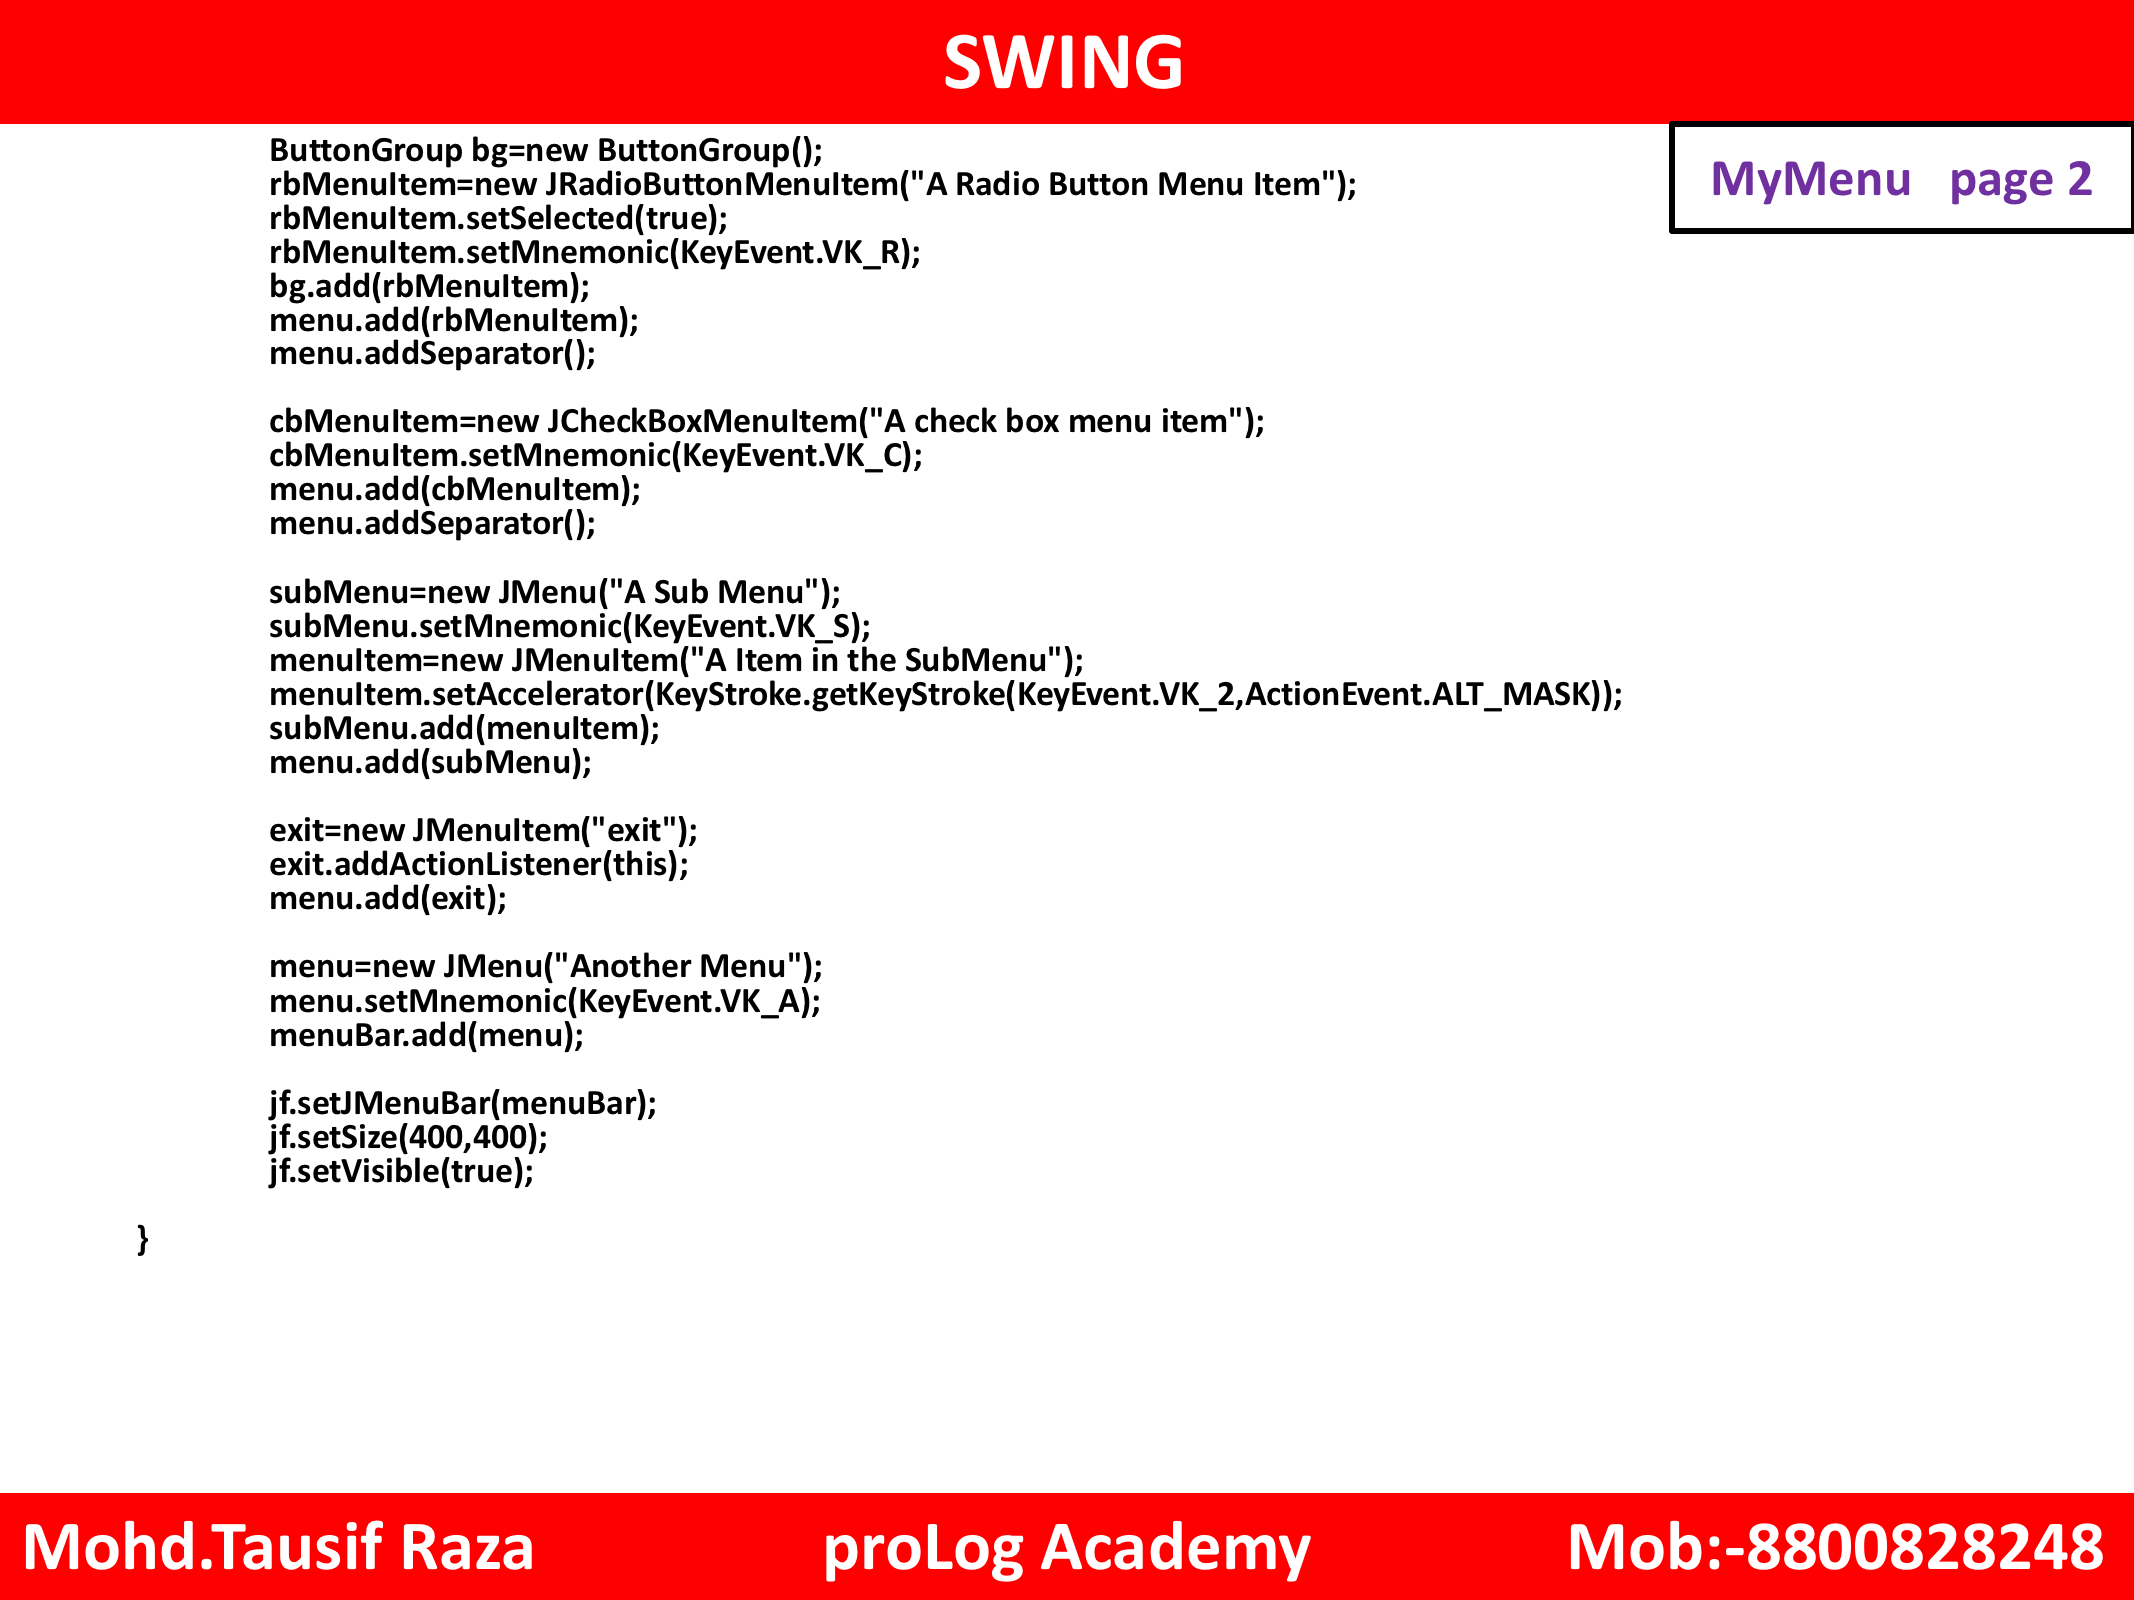 SWING
MyMenu page 2
ButtonGroup bg=new ButtonGroup();
rbMenuItem=new JRadioButtonMenuItem("A Radio Button Menu Item");
rbMenuItem.setSelected(true);
rbMenuItem.setMnemonic(KeyEvent.VK_R);
bg.add(rbMenuItem);
menu.add(rbMenuItem);
menu.addSeparator();
cbMenuItem=new JCheckBoxMenuItem("A check box menu item");
cbMenuItem.setMnemonic(KeyEvent.VK_C);
menu.add(cbMenuItem);
menu.addSeparator();
subMenu=new JMenu("A Sub Menu");
subMenu.setMnemonic(KeyEvent.VK_S);
menuItem=new JMenuItem("A Item in the SubMenu");
menuItem.setAccelerator(KeyStroke.getKeyStroke(KeyEvent.VK_2,ActionEvent.ALT_MASK));
subMenu.add(menuItem);
menu.add(subMenu);
exit=new JMenuItem("exit");
exit.addActionListener(this);
menu.add(exit);
menu=new JMenu("Another Menu");
menu.setMnemonic(KeyEvent.VK_A);
menuBar.add(menu);
jf.setJMenuBar(menuBar);
jf.setSize(400,400);
jf.setVisible(true);
}
Mohd.Tausif Raza proLog Academy Mob:-8800828248